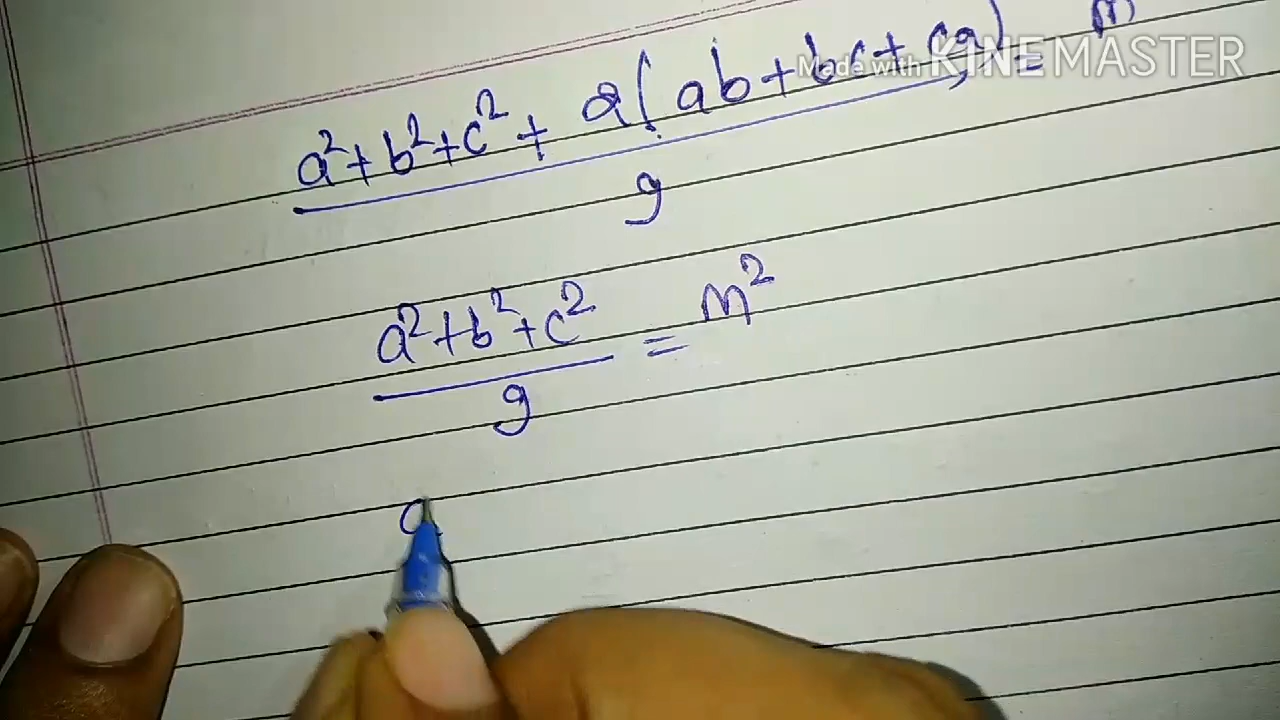 Made with KINEMASTER
a²+b²+c²+ 2(ab+bc+ca) = m
9
a²+b²+c² = m²
9
a